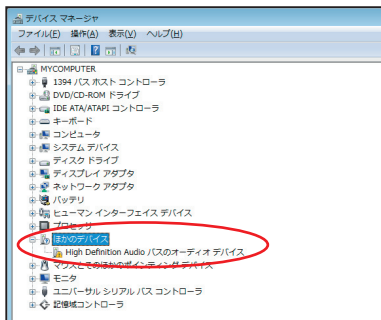 デバイス マネージャ
ファイル(F) 操作(A) 表示(V) ヘルプ(H)
MYCOMPUTER
1394 バス ホスト コントローラ
DVD/CD-ROM ドライブ
IDE ATA/ATAPI コントローラ
キーボード
コンピュータ
システム デバイス
ディスク ドライブ
ディスプレイ アダプタ
ネットワーク アダプタ
バッテリ
ヒューマン インターフェイス デバイス
プロセッサ
ほかのデバイス
High Definition Audio バスのオーディオ デバイス
マウスとそのほかのポインティング デバイス
モニタ
ユニバーサル シリアル バス コントローラ
記憶域コントローラ